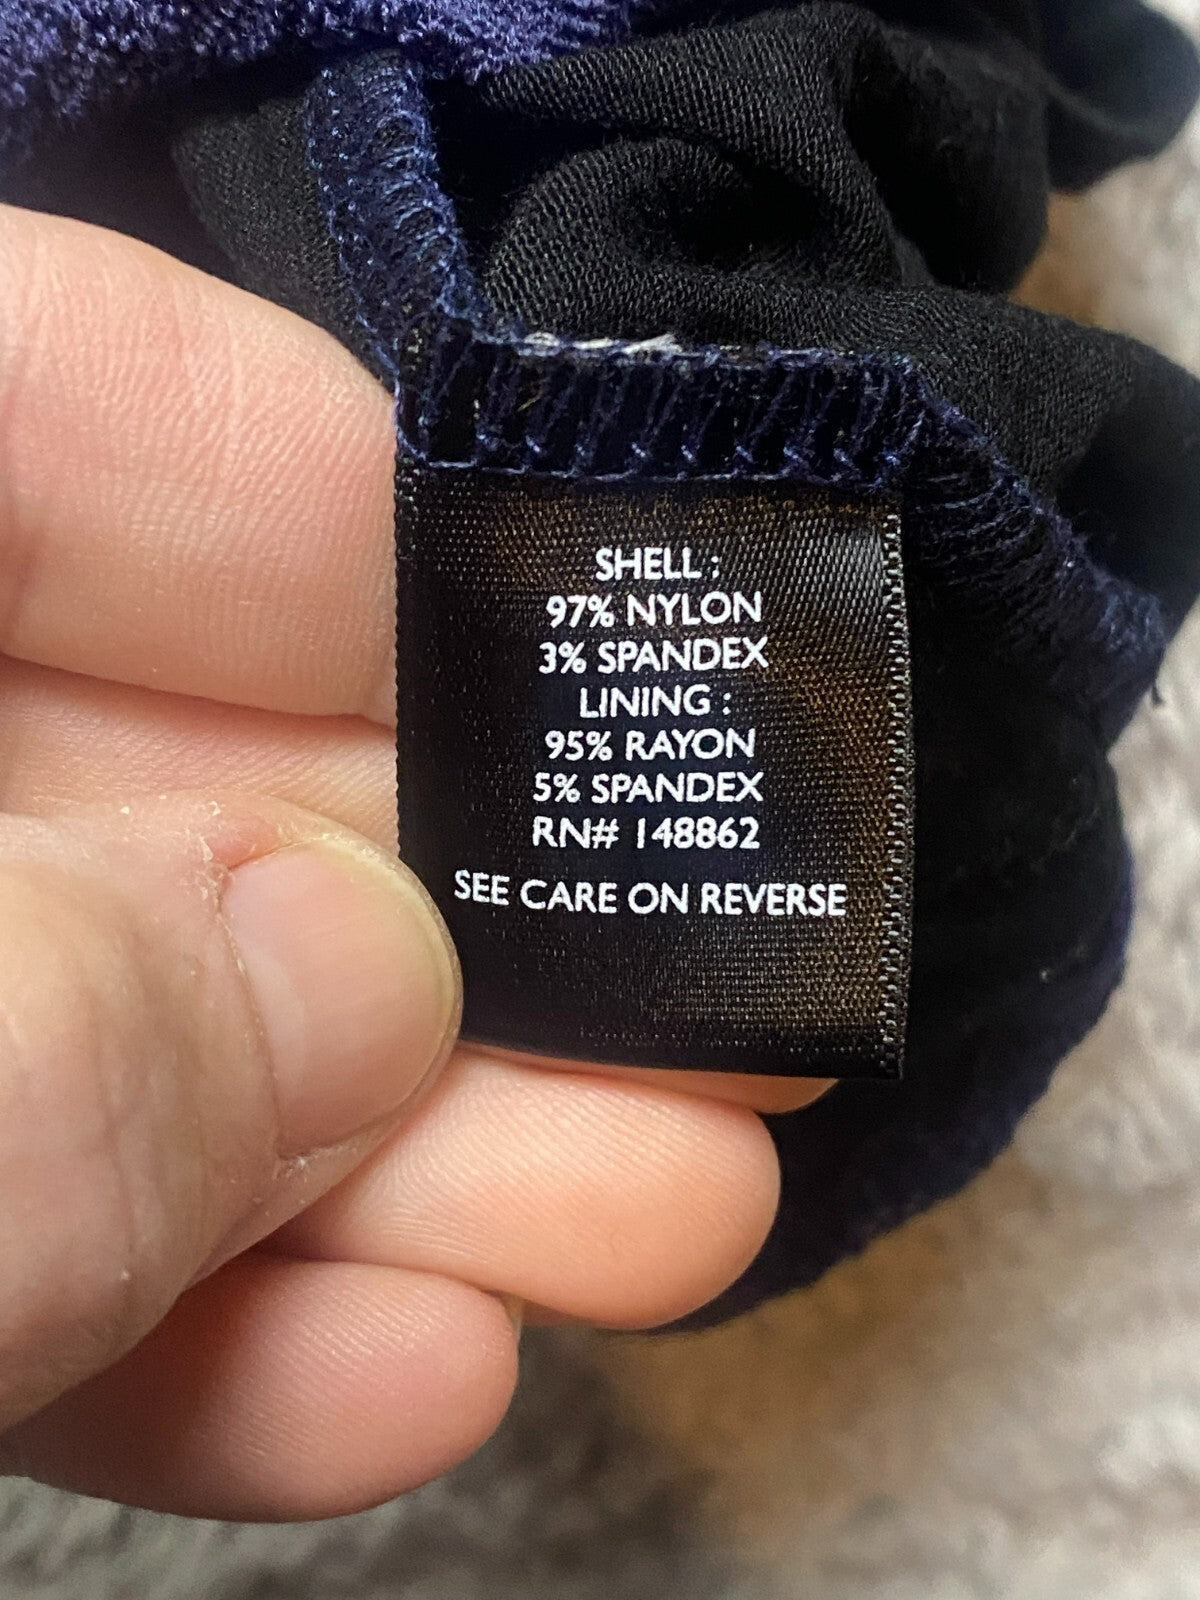 SHELL :
97% NYLON
3% SPANDEX
LINING :
95% RAYON
5% SPANDEX
RN# 148862
SEE CARE ON REVERSE